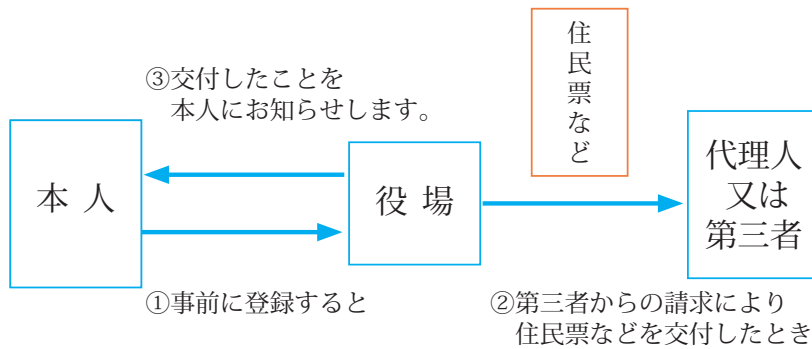 ③交付したことを
本人にお知らせします。
住民票など
本人
役場
代理人
又は
第三者
①事前に登録すると
②第三者からの請求により
住民票などを交付したとき